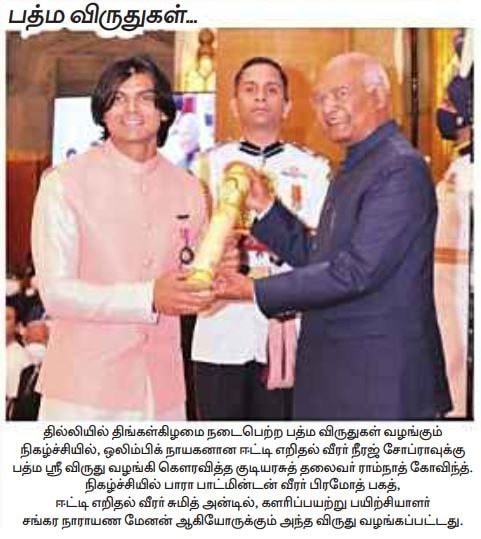 பத்ம விருதுகள்...
தில்லியில் திங்கள்கிழமை நடைபெற்ற பத்ம விருதுகள் வழங்கும்
நிகழ்ச்சியில், ஒலிம்பிக் நாயகனான ஈட்டி எறிதல் வீரர் நீரஜ் சோப்ராவுக்கு
பத்ம ஸ்ரீ விருது வழங்கி கௌரவித்த குடியரசுத் தலைவர் ராம்நாத் கோவிந்த்.
நிகழ்ச்சியில் பாரா பாட்மின்டன் வீரர் பிரமோத் பகத்,
ஈட்டி எறிதல் வீரர் சுமித் அன்டில், களரிப்பயற்று பயிற்சியாளர்
சங்கர நாராயண மேனன் ஆகியோருக்கும் அந்த விருது வழங்கப்பட்டது.